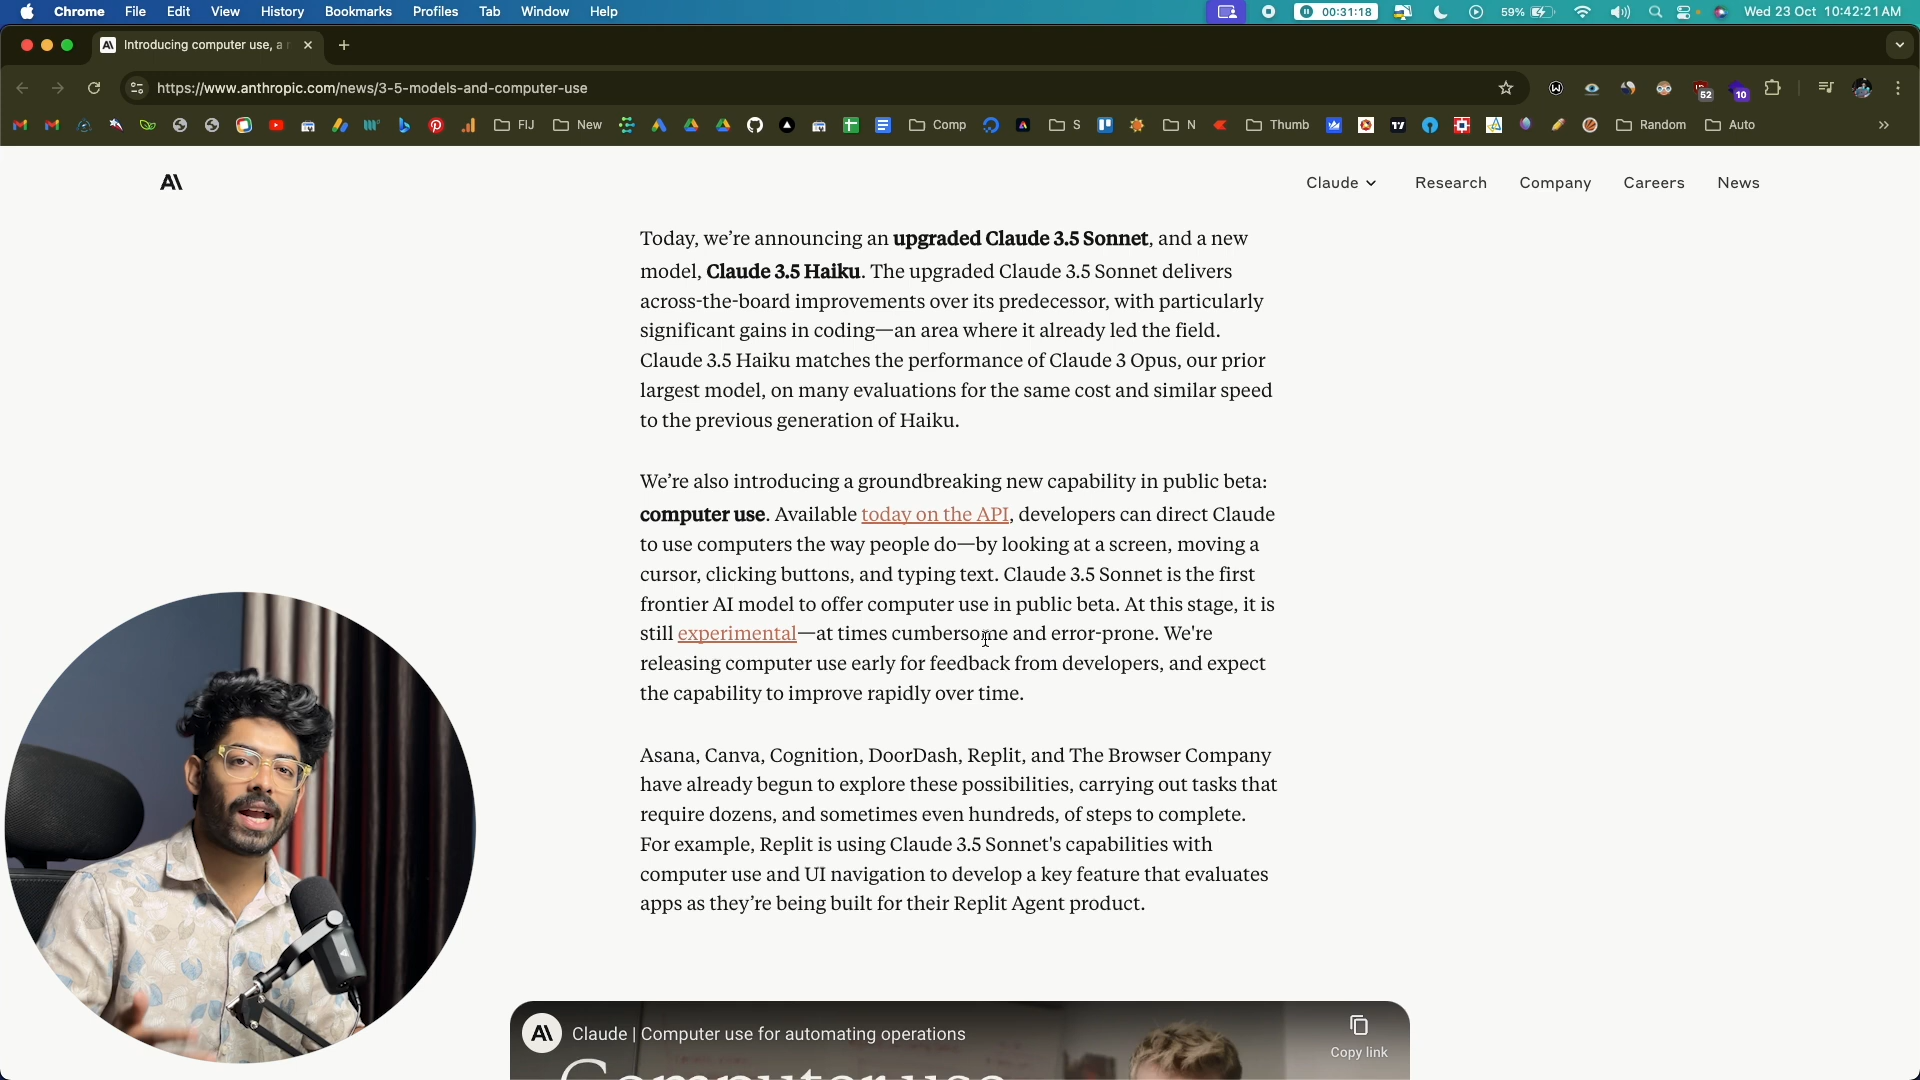 Chrome File Edit View History Bookmarks Profiles Tab Window Help 00:31:18 59% Wed 23 Oct 10:42:21 AM
Introducing computer use, a
https://www.anthropic.com/news/3-5-models-and-computer-use 52 10
FIJ New Comp S N Thumb Random Auto
Claude Research Company Careers News
Today, we’re announcing an upgraded Claude 3.5 Sonnet, and a new
model, Claude 3.5 Haiku. The upgraded Claude 3.5 Sonnet delivers
across-the-board improvements over its predecessor, with particularly
significant gains in coding—an area where it already led the field.
Claude 3.5 Haiku matches the performance of Claude 3 Opus, our prior
largest model, on many evaluations for the same cost and similar speed
to the previous generation of Haiku.
We’re also introducing a groundbreaking new capability in public beta:
computer use. Available today on the API, developers can direct Claude
to use computers the way people do—by looking at a screen, moving a
cursor, clicking buttons, and typing text. Claude 3.5 Sonnet is the first
frontier AI model to offer computer use in public beta. At this stage, it is
still experimental—at times cumbersome and error-prone. We're
releasing computer use early for feedback from developers, and expect
the capability to improve rapidly over time.
Asana, Canva, Cognition, DoorDash, Replit, and The Browser Company
have already begun to explore these possibilities, carrying out tasks that
require dozens, and sometimes even hundreds, of steps to complete.
For example, Replit is using Claude 3.5 Sonnet's capabilities with
computer use and UI navigation to develop a key feature that evaluates
apps as they’re being built for their Replit Agent product.
Claude | Computer use for automating operations
Copy link
Computer use